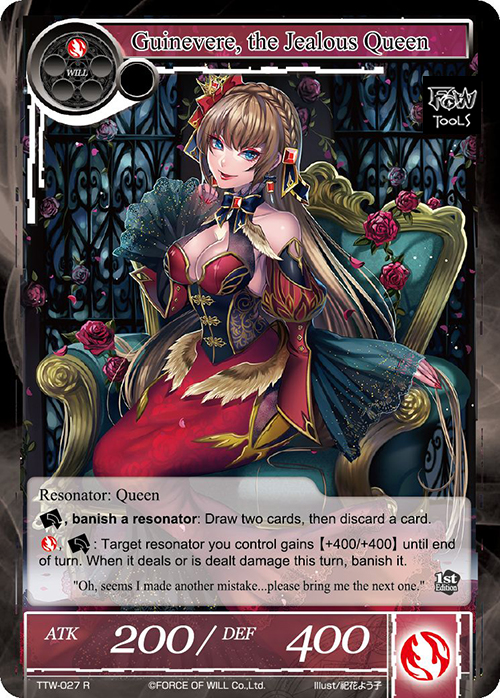 Guinevere, the Jealous Queen
WILL
FOW
TOOLS
Resonator: Queen
, banish a resonator: Draw two cards, then discard a card.
, : Target resonator you control gains 【+400/+400】 until end
of turn. When it deals or is dealt damage this turn, banish it.
"Oh, seems I made another mistake...please bring me the next one."
1st
Edition
ATK 200 / DEF 400
TTW-027 R ©FORCE OF WILL Co.,Ltd. Illust/祀花よう子